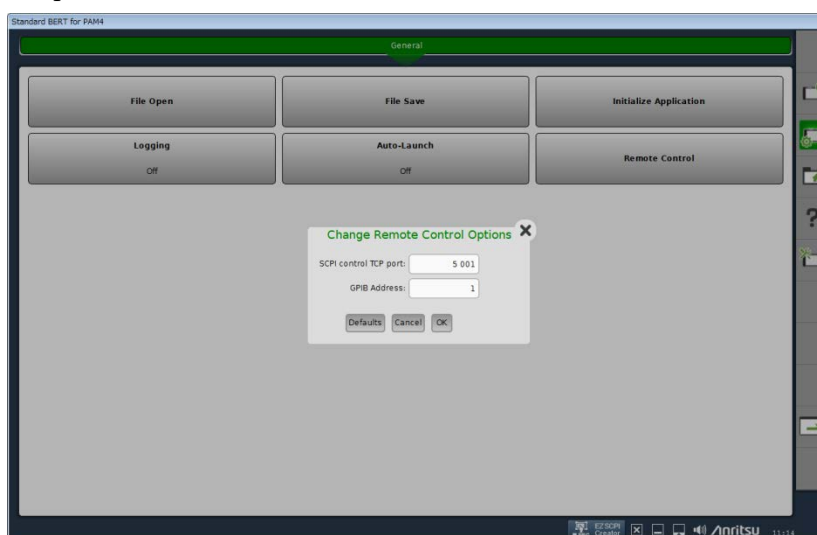 Standard BERT for PAM4
General
File Open
File Save
Initialize Application
Logging
Off
Auto-Launch
Off
Remote Control
Change Remote Control Options
SCPI control TCP port: 5 001
GPIB Address: 1
Defaults Cancel OK
?
EZ SCPI
Creator
Anritsu 11:14